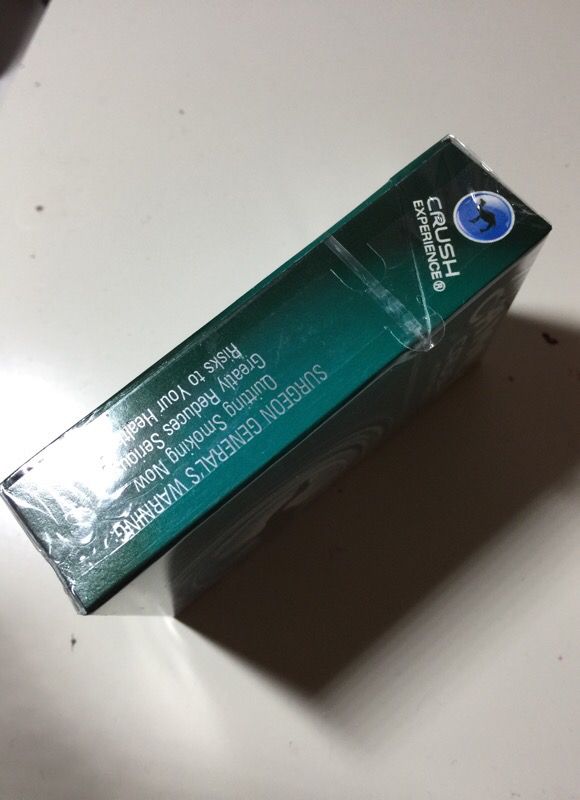 CRUSH
EXPERIENCE®
SURGEON GENERAL'S WARNING:
Quitting Smoking Now
Greatly Reduces Serious
Risks to Your Health.